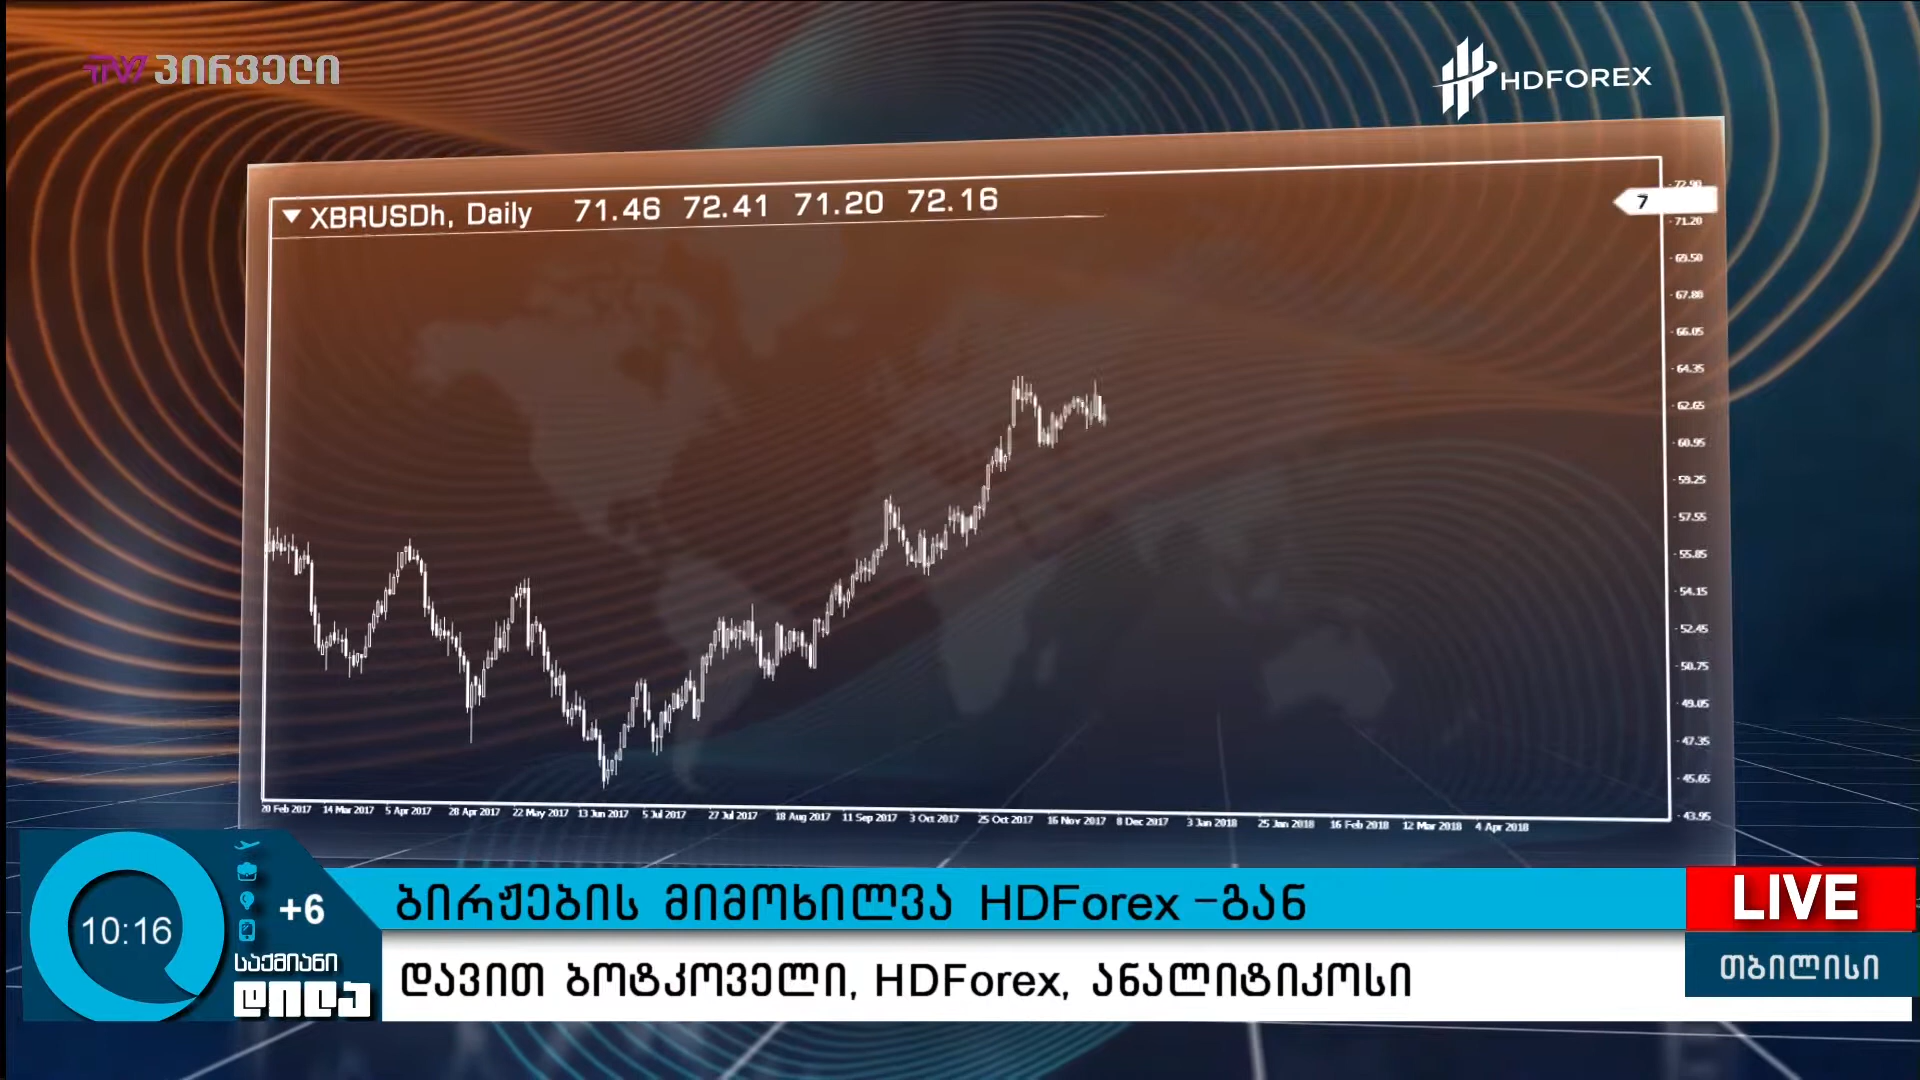 TV პირველი
HDFOREX
XBRUSDh, Daily 71.46 72.41 71.20 72.16
7
72.90
71.20
69.50
67.80
66.05
64.35
62.65
60.95
59.25
57.55
55.85
54.15
52.45
50.75
49.05
47.35
45.65
43.95
20 Feb 2017 14 Mar 2017 5 Apr 2017 28 Apr 2017 22 May 2017 13 Jun 2017 5 Jul 2017 27 Jul 2017 18 Aug 2017 11 Sep 2017 3 Oct 2017 25 Oct 2017 16 Nov 2017 8 Dec 2017 3 Jan 2018 25 Jan 2018 16 Feb 2018 12 Mar 2018 4 Apr 2018
10:16
+6
საქმიანი
დილა
ბირჟების მიმოხილვა HDForex –გან
დავით ბოტკოველი, HDForex, ანალიტიკოსი
LIVE
თბილისი